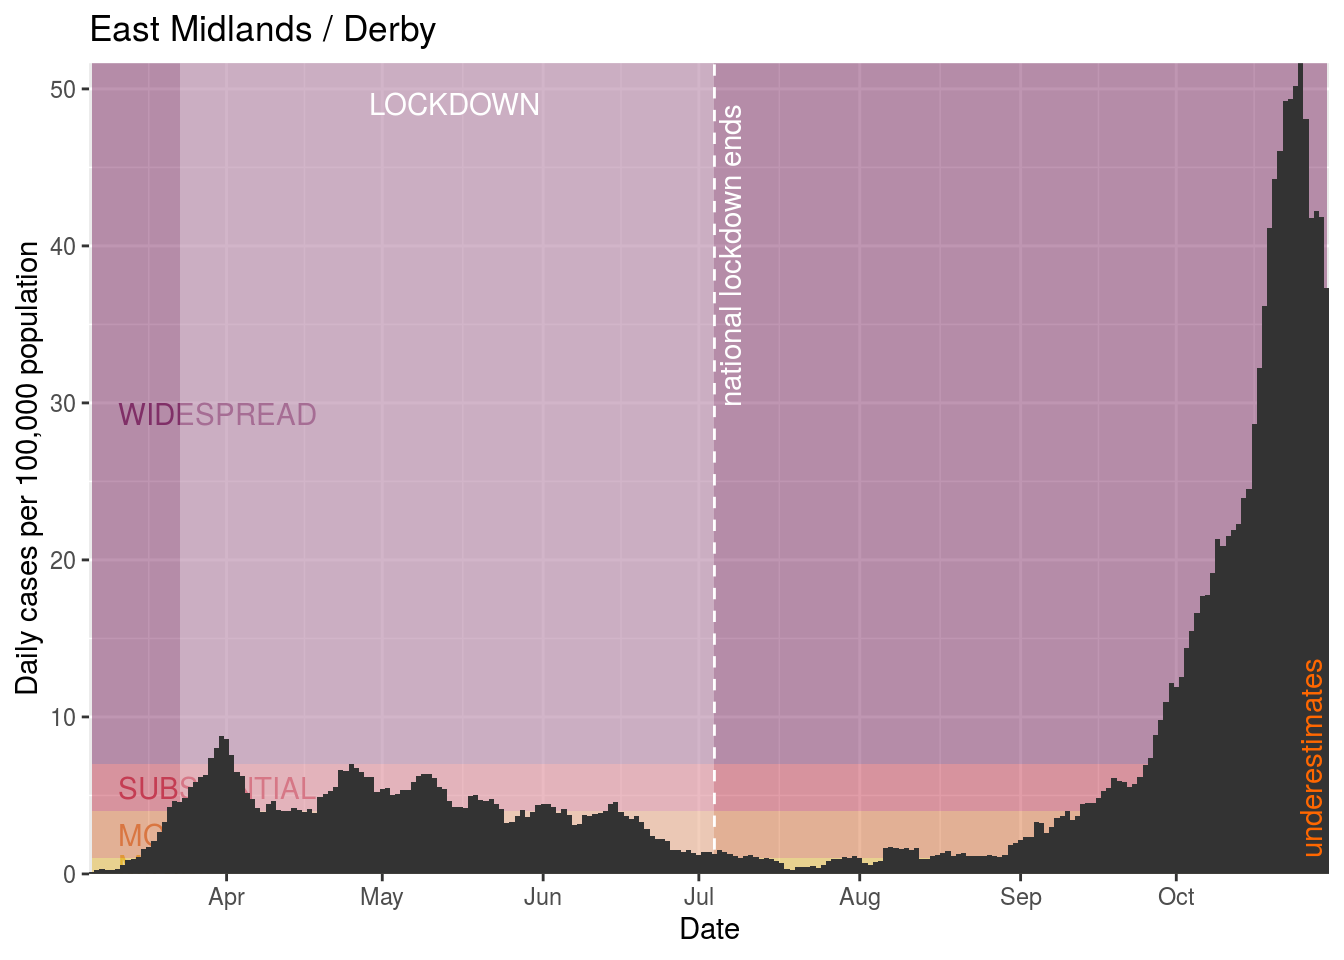 East Midlands / Derby
Daily cases per 100,000 population
50
40
30
20
10
0
LOCKDOWN
national lockdown ends
WIDESPREAD
underestimates
Apr
May
Jun
Jul
Aug
Sep
Oct
Date